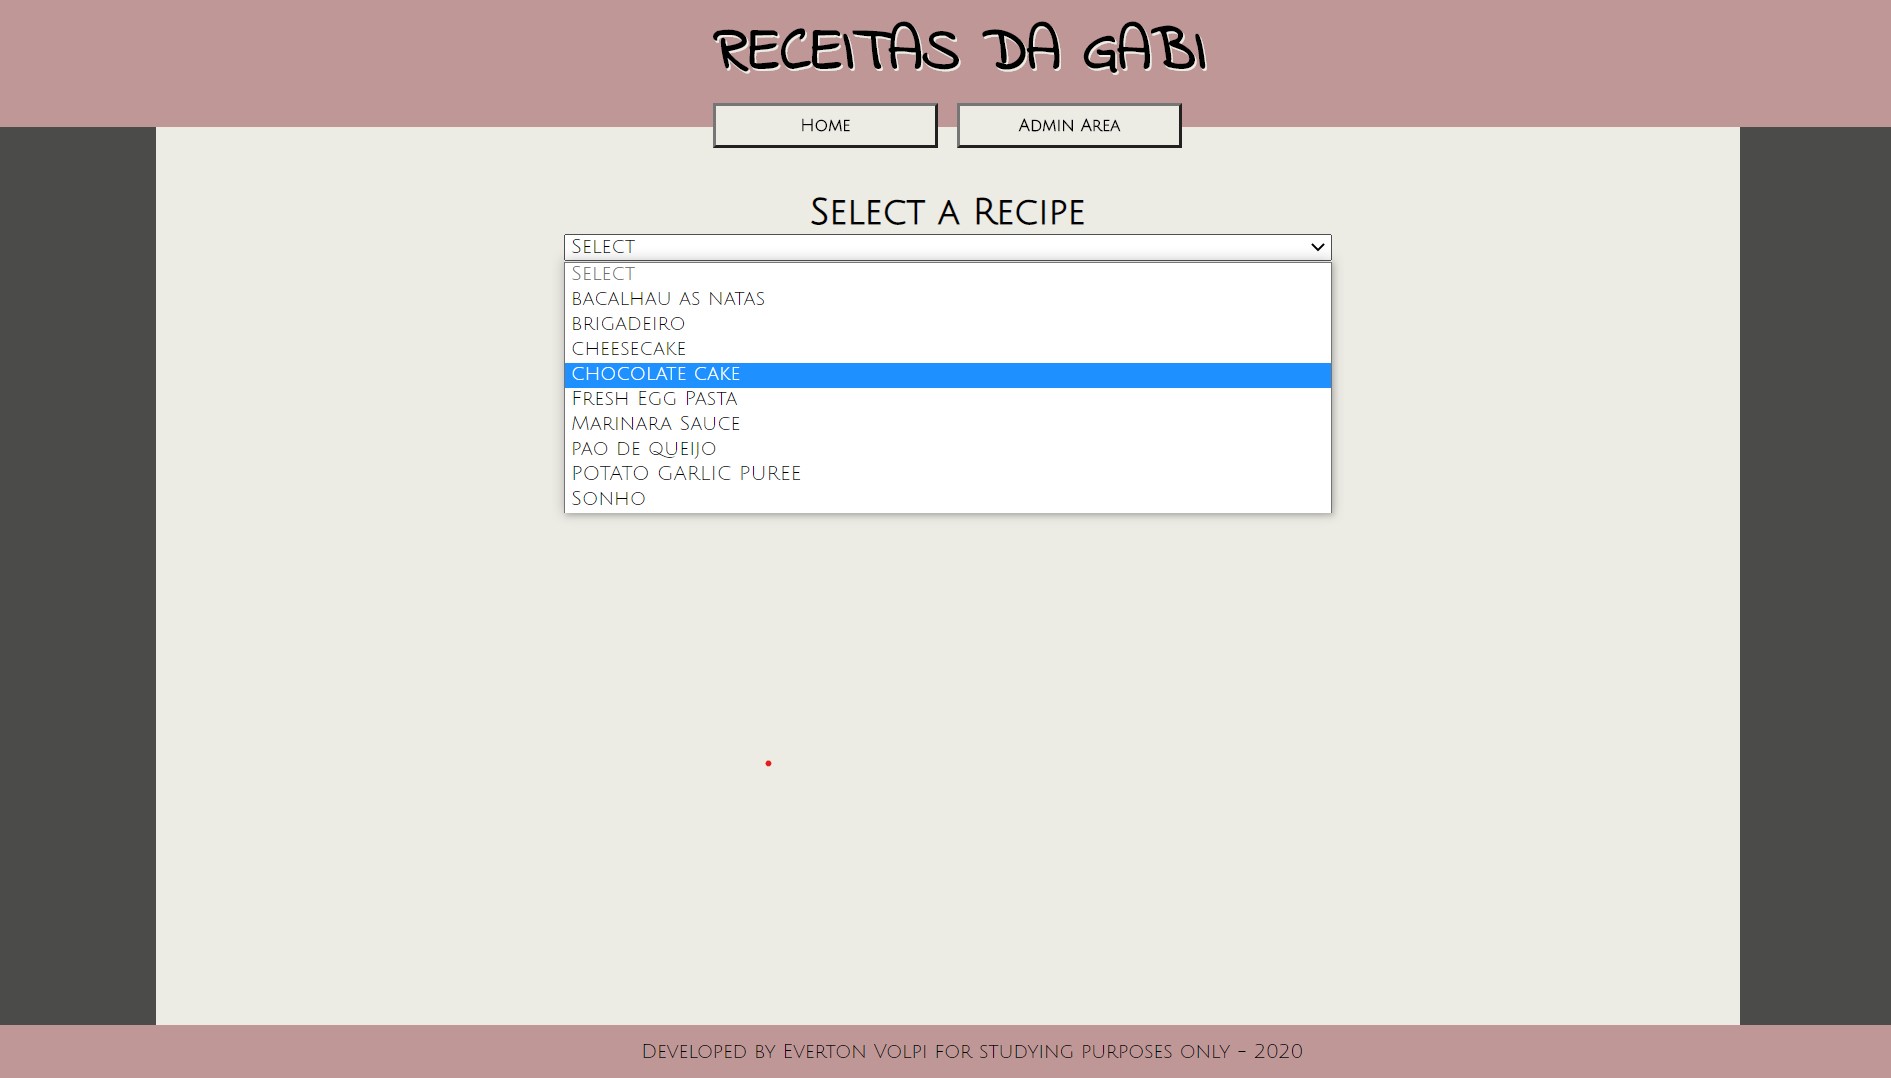 RECEITAS DA GABI
Home
Admin Area
Select a Recipe
Select
Select
BACALHAU AS NATAS
BRIGADEIRO
CHEESECAKE
CHOCOLATE CAKE
Fresh Egg Pasta
Marinara Sauce
PAO DE QUEIJO
POTATO GARLIC PUREE
Sonho
Developed by Everton Volpi for studying purposes only - 2020